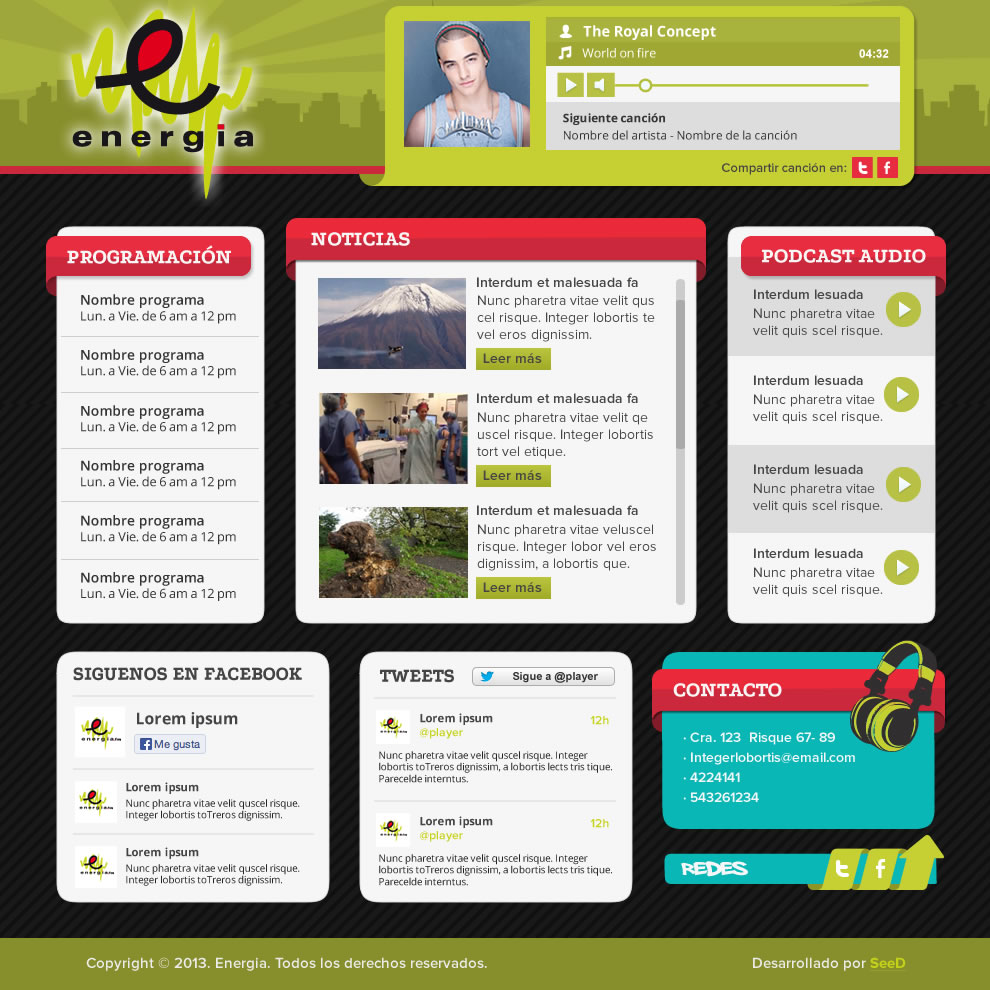 energia
The Royal Concept
World on fire
04:32
Siguiente canción
Nombre del artista - Nombre de la canción
Compartir canción en:
PROGRAMACIÓN
Nombre programa
Lun. a Vie. de 6 am a 12 pm
Nombre programa
Lun. a Vie. de 6 am a 12 pm
Nombre programa
Lun. a Vie. de 6 am a 12 pm
Nombre programa
Lun. a Vie. de 6 am a 12 pm
Nombre programa
Lun. a Vie. de 6 am a 12 pm
Nombre programa
Lun. a Vie. de 6 am a 12 pm
NOTICIAS
Interdum et malesuada fa
Nunc pharetra vitae velit qus
cel risque. Integer lobortis te
vel eros dignissim.
Leer más
Interdum et malesuada fa
Nunc pharetra vitae velit qe
uscel risque. Integer lobortis
tort vel etique.
Leer más
Interdum et malesuada fa
Nunc pharetra vitae veluscel
risque. Integer lobor vel eros
dignissim, a lobortis que.
Leer más
PODCAST AUDIO
Interdum lesuada
Nunc pharetra vitae
velit quis scel risque.
Interdum lesuada
Nunc pharetra vitae
velit quis scel risque.
Interdum lesuada
Nunc pharetra vitae
velit quis scel risque.
Interdum lesuada
Nunc pharetra vitae
velit quis scel risque.
SIGUENOS EN FACEBOOK
Lorem ipsum
Me gusta
Lorem ipsum
Nunc pharetra vitae velit quscel risque.
Integer lobortis toTreros dignissim.
Lorem ipsum
Nunc pharetra vitae velit quscel risque.
Integer lobortis toTreros dignissim.
TWEETS
Sigue a @player
Lorem ipsum
12h
@player
Nunc pharetra vitae velit quscel risque. Integer
lobortis toTreros dignissim, a lobortis lects tris tique.
Parecelde interntus.
Lorem ipsum
12h
@player
Nunc pharetra vitae velit quscel risque. Integer
lobortis toTreros dignissim, a lobortis lects tris tique.
Parecelde interntus.
CONTACTO
· Cra. 123 Risque 67- 89
· Integerlobortis@email.com
· 4224141
· 543261234
REDES
Copyright © 2013. Energia. Todos los derechos reservados.
Desarrollado por SeeD